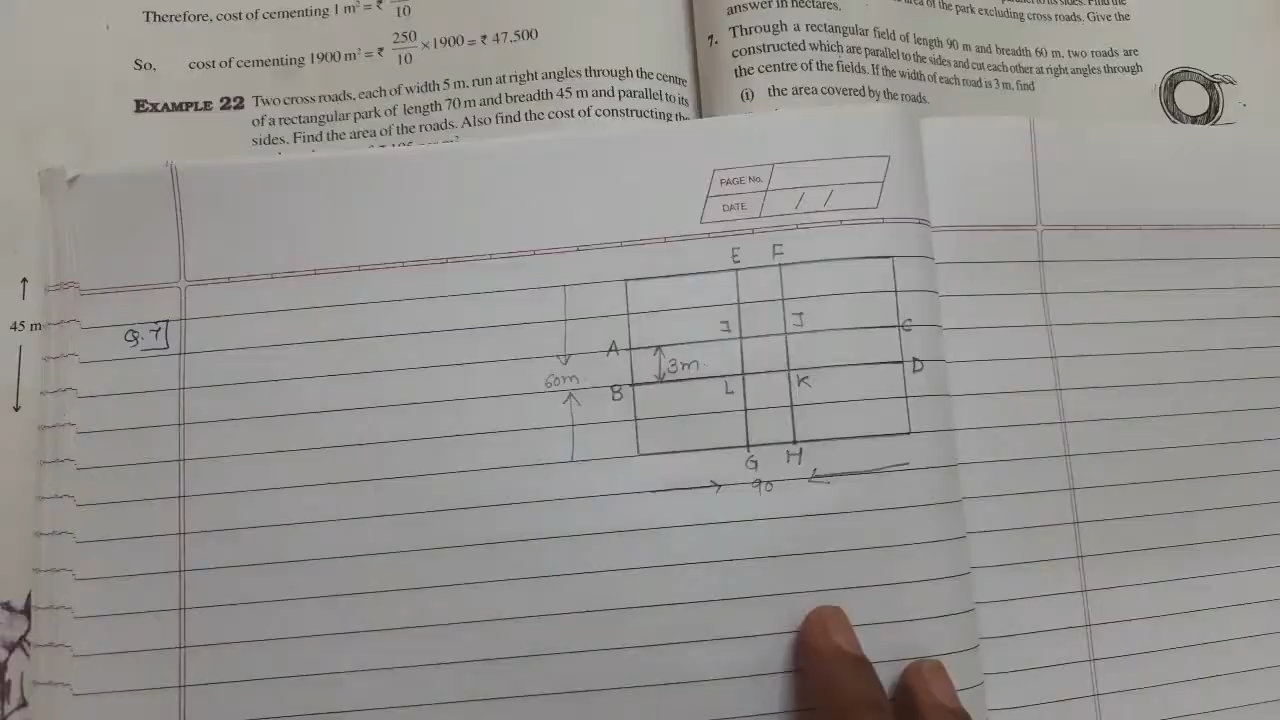 Therefore, cost of cementing 1 m² = ₹ /10
So, cost of cementing 1900 m² = ₹ 250/10 × 1900 = ₹ 47,500
EXAMPLE 22 Two cross roads, each of width 5 m, run at right angles through the centre
of a rectangular park of length 70 m and breadth 45 m and parallel to its
sides. Find the area of the roads. Also find the cost of constructing the
answer in hectares.
area of the park excluding cross roads. Give the
7. Through a rectangular field of length 90 m and breadth 60 m, two roads are
constructed which are parallel to the sides and cut each other at right angles through
the centre of the fields. If the width of each road is 3 m, find
(i) the area covered by the roads.
PAGE No.
DATE / /
45 m
Q.7]
E F
J J C
A
3m.
60m
B L K D
G H
90